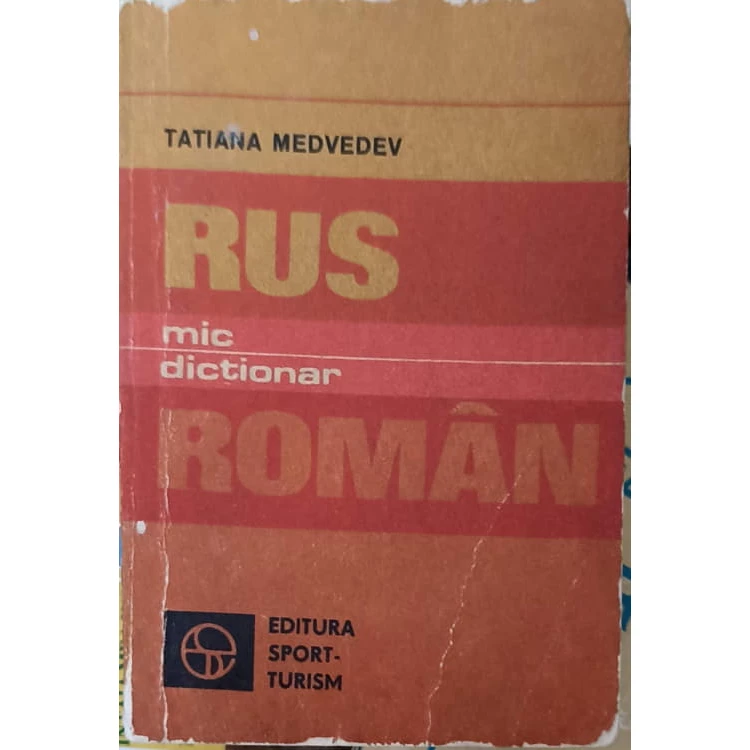 TATIANA MEDVEDEV
RUS
mic
dictionar
ROMÂN
EDITURA
SPORT-
TURISM